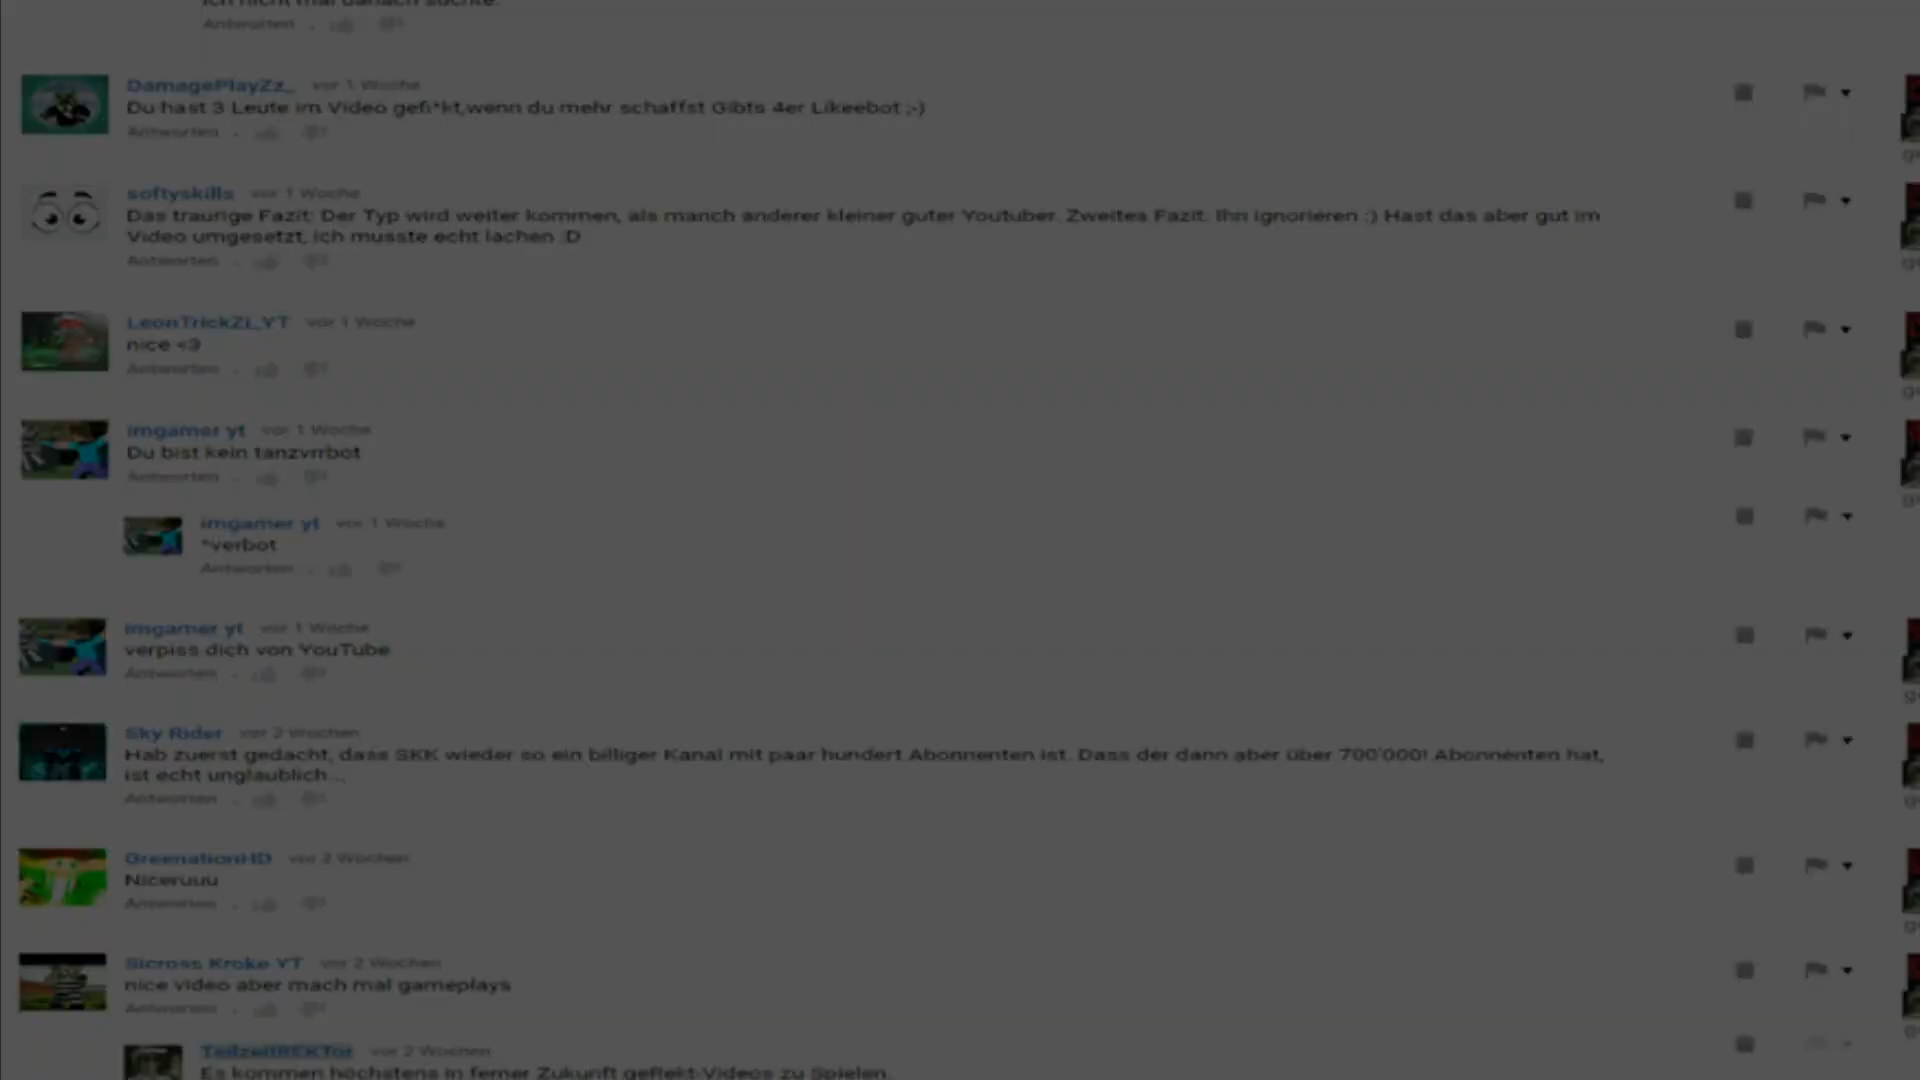 ich nicht mal danach suchte.
Antworten
DamagePlayZz_ vor 1 Woche
Du hast 3 Leute im Video gefi*kt,wenn du mehr schaffst Gibts 4er Likeebot ;-)
Antworten
softyskills vor 1 Woche
Das traurige Fazit: Der Typ wird weiter kommen, als manch anderer kleiner guter Youtuber. Zweites Fazit: Ihn ignorieren :) Hast das aber gut im
Video umgesetzt, ich musste echt lachen :D
Antworten
LeonTrickZi_YT vor 1 Woche
nice <3
Antworten
imgamer yt vor 1 Woche
Du bist kein tanzvrrbot
Antworten
imgamer yt vor 1 Woche
*verbot
Antworten
imgamer yt vor 1 Woche
verpiss dich von YouTube
Antworten
Sky Rider vor 2 Wochen
Hab zuerst gedacht, dass SKK wieder so ein billiger Kanal mit paar hundert Abonnenten ist. Dass der dann aber über 700'000! Abonnenten hat,
ist echt unglaublich...
Antworten
GreenationHD vor 2 Wochen
Niceruuu
Antworten
Sicross Kroke YT vor 2 Wochen
nice video aber mach mal gameplays
Antworten
TeilzeitREKTor vor 2 Wochen
Es kommen höchstens in ferner Zukunft geflekt-Videos zu Spielen.